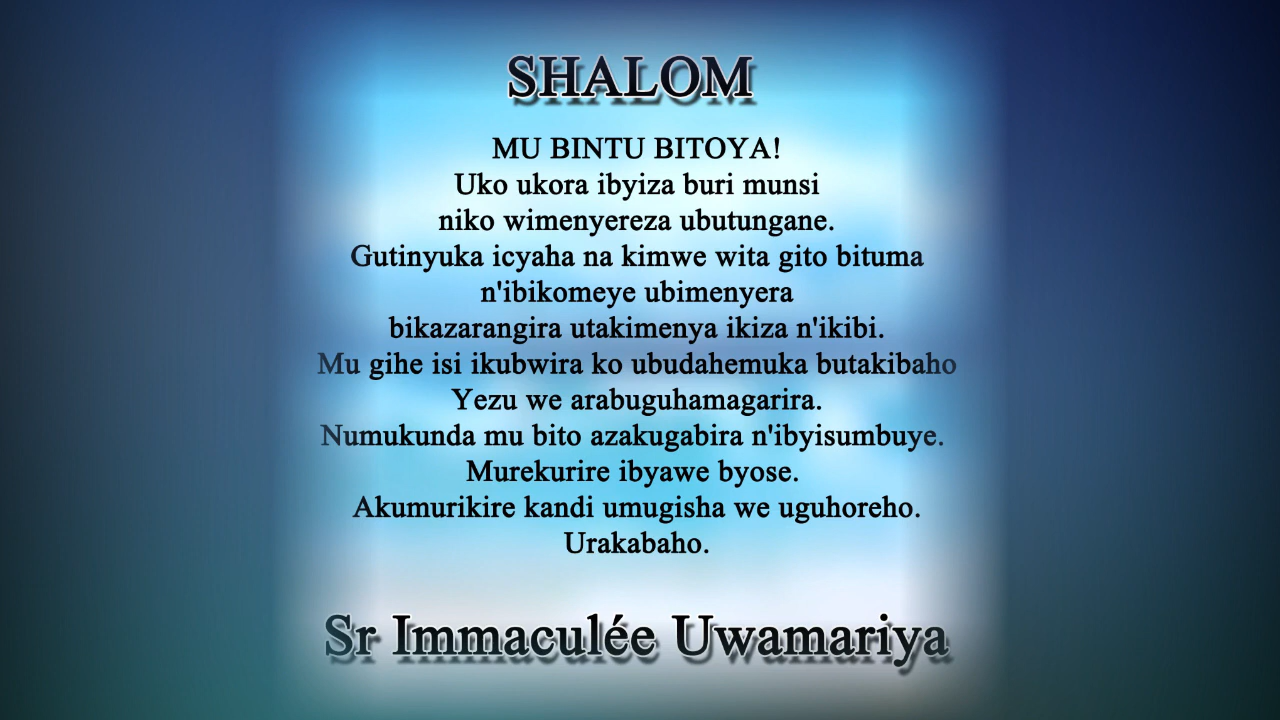 SHALOM
MU BINTU BITOYA!
Uko ukora ibyiza buri munsi
niko wimenyereza ubutungane.
Gutinyuka icyaha na kimwe wita gito bituma
n'ibikomeye ubimenyera
bikazarangira utakimenya ikiza n'ikibi.
Mu gihe isi ikubwira ko ubudahemuka butakibaho
Yezu we arabuguhamagarira.
Numukunda mu bito azakugabira n'ibyisumbuye.
Murekurire ibyawe byose.
Akumurikire kandi umugisha we uguhoreho.
Urakabaho.
Sr Immaculée Uwamariya